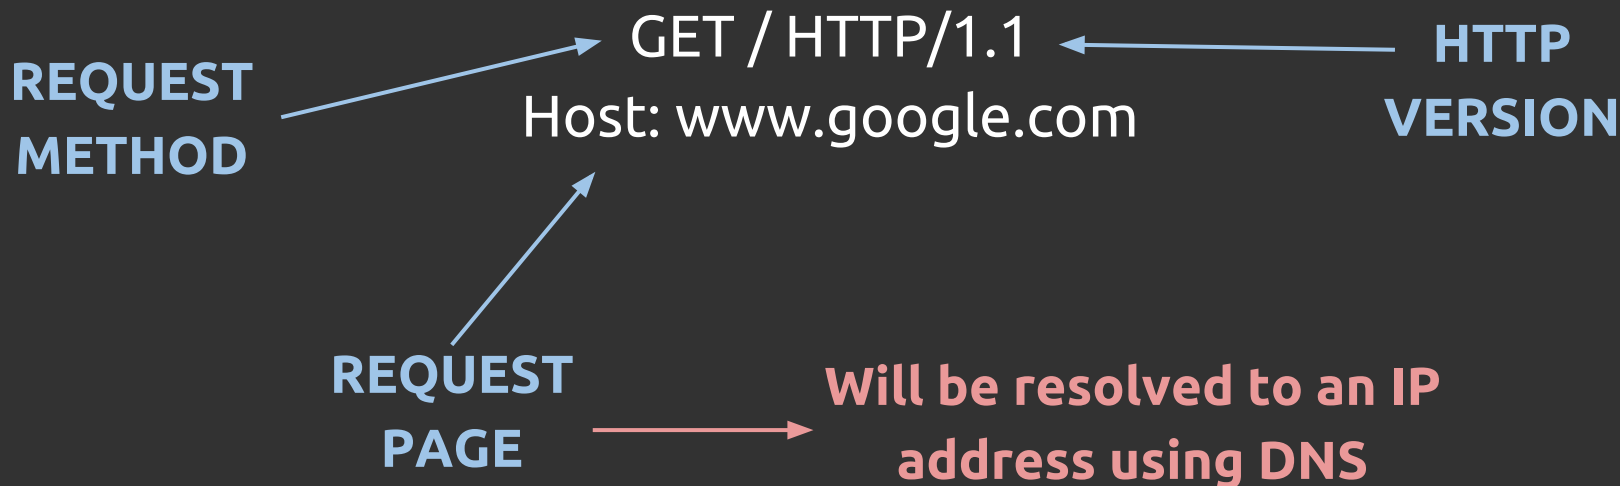 GET / HTTP/1.1
Host: www.google.com
REQUEST
METHOD
HTTP
VERSION
REQUEST
PAGE
Will be resolved to an IP
address using DNS